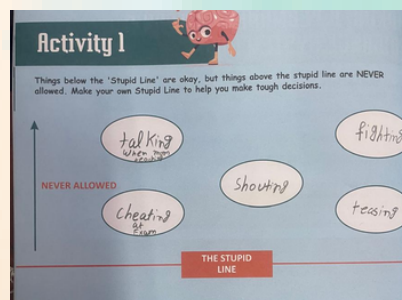 Activity 1
Things below the 'Stupid Line' are okay, but things above the stupid line are NEVER
allowed. Make your own Stupid Line to help you make tough decisions.
talking
when
fighting
NEVER ALLOWED
shouting
cheating
at
exam
teasing
THE STUPID
LINE